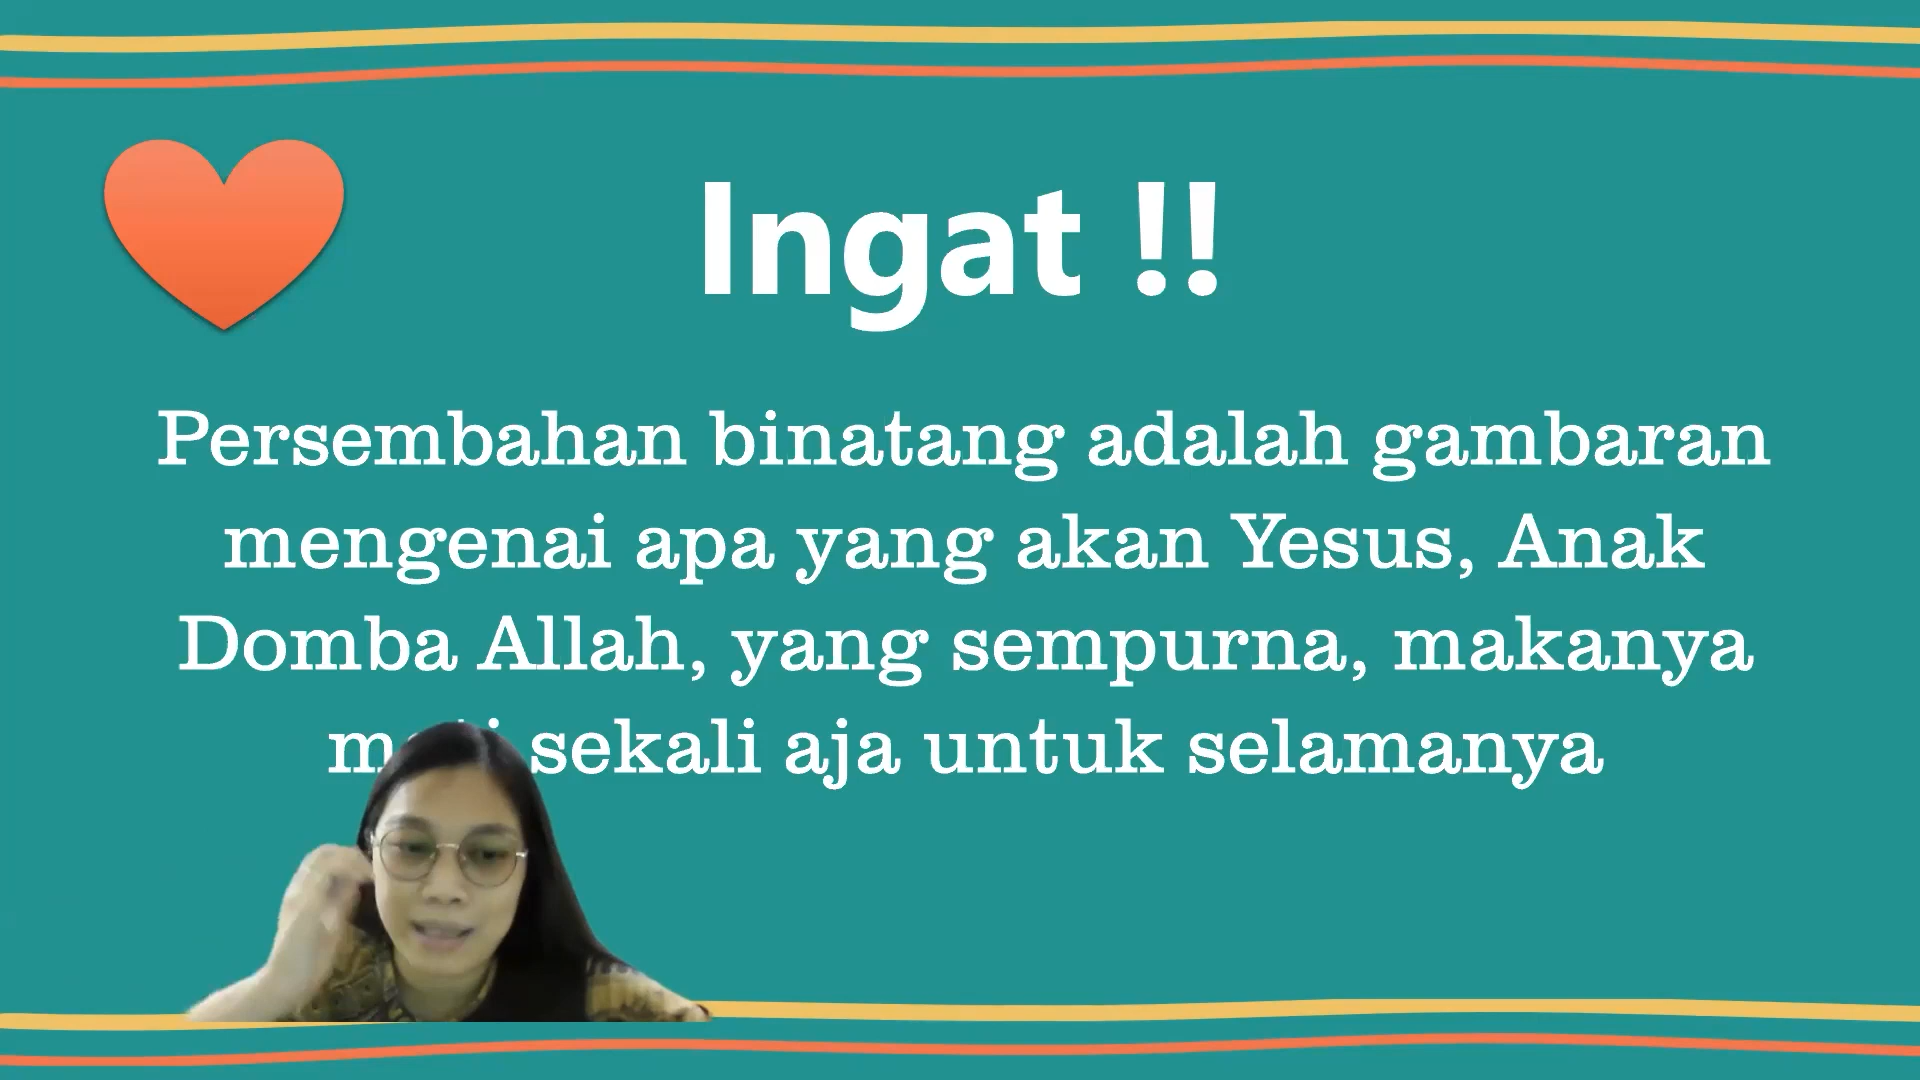 Ingat !!
Persembahan binatang adalah gambaran
mengenai apa yang akan Yesus, Anak
Domba Allah, yang sempurna, makanya
sekali aja untuk selamanya